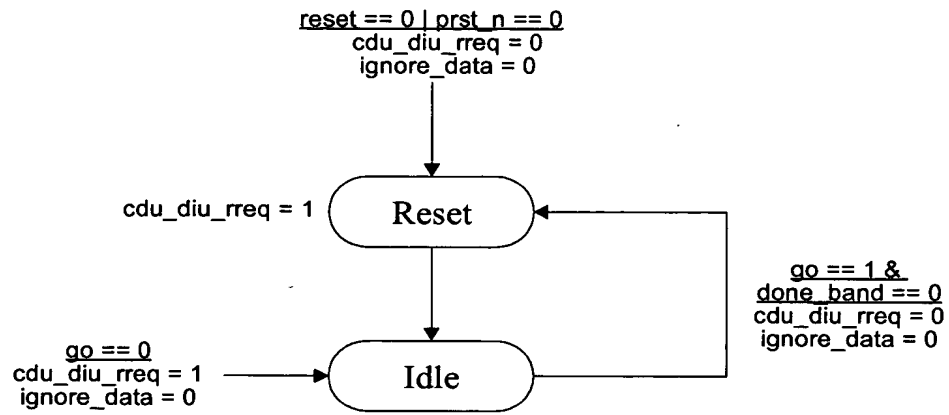 reset == 0 | prst_n == 0
cdu_diu_rreq = 0
ignore_data = 0
cdu_diu_rreq = 1
Reset
go == 1 &
done_band == 0
cdu_diu_rreq = 0
ignore_data = 0
go == 0
cdu_diu_rreq = 1
ignore_data = 0
Idle